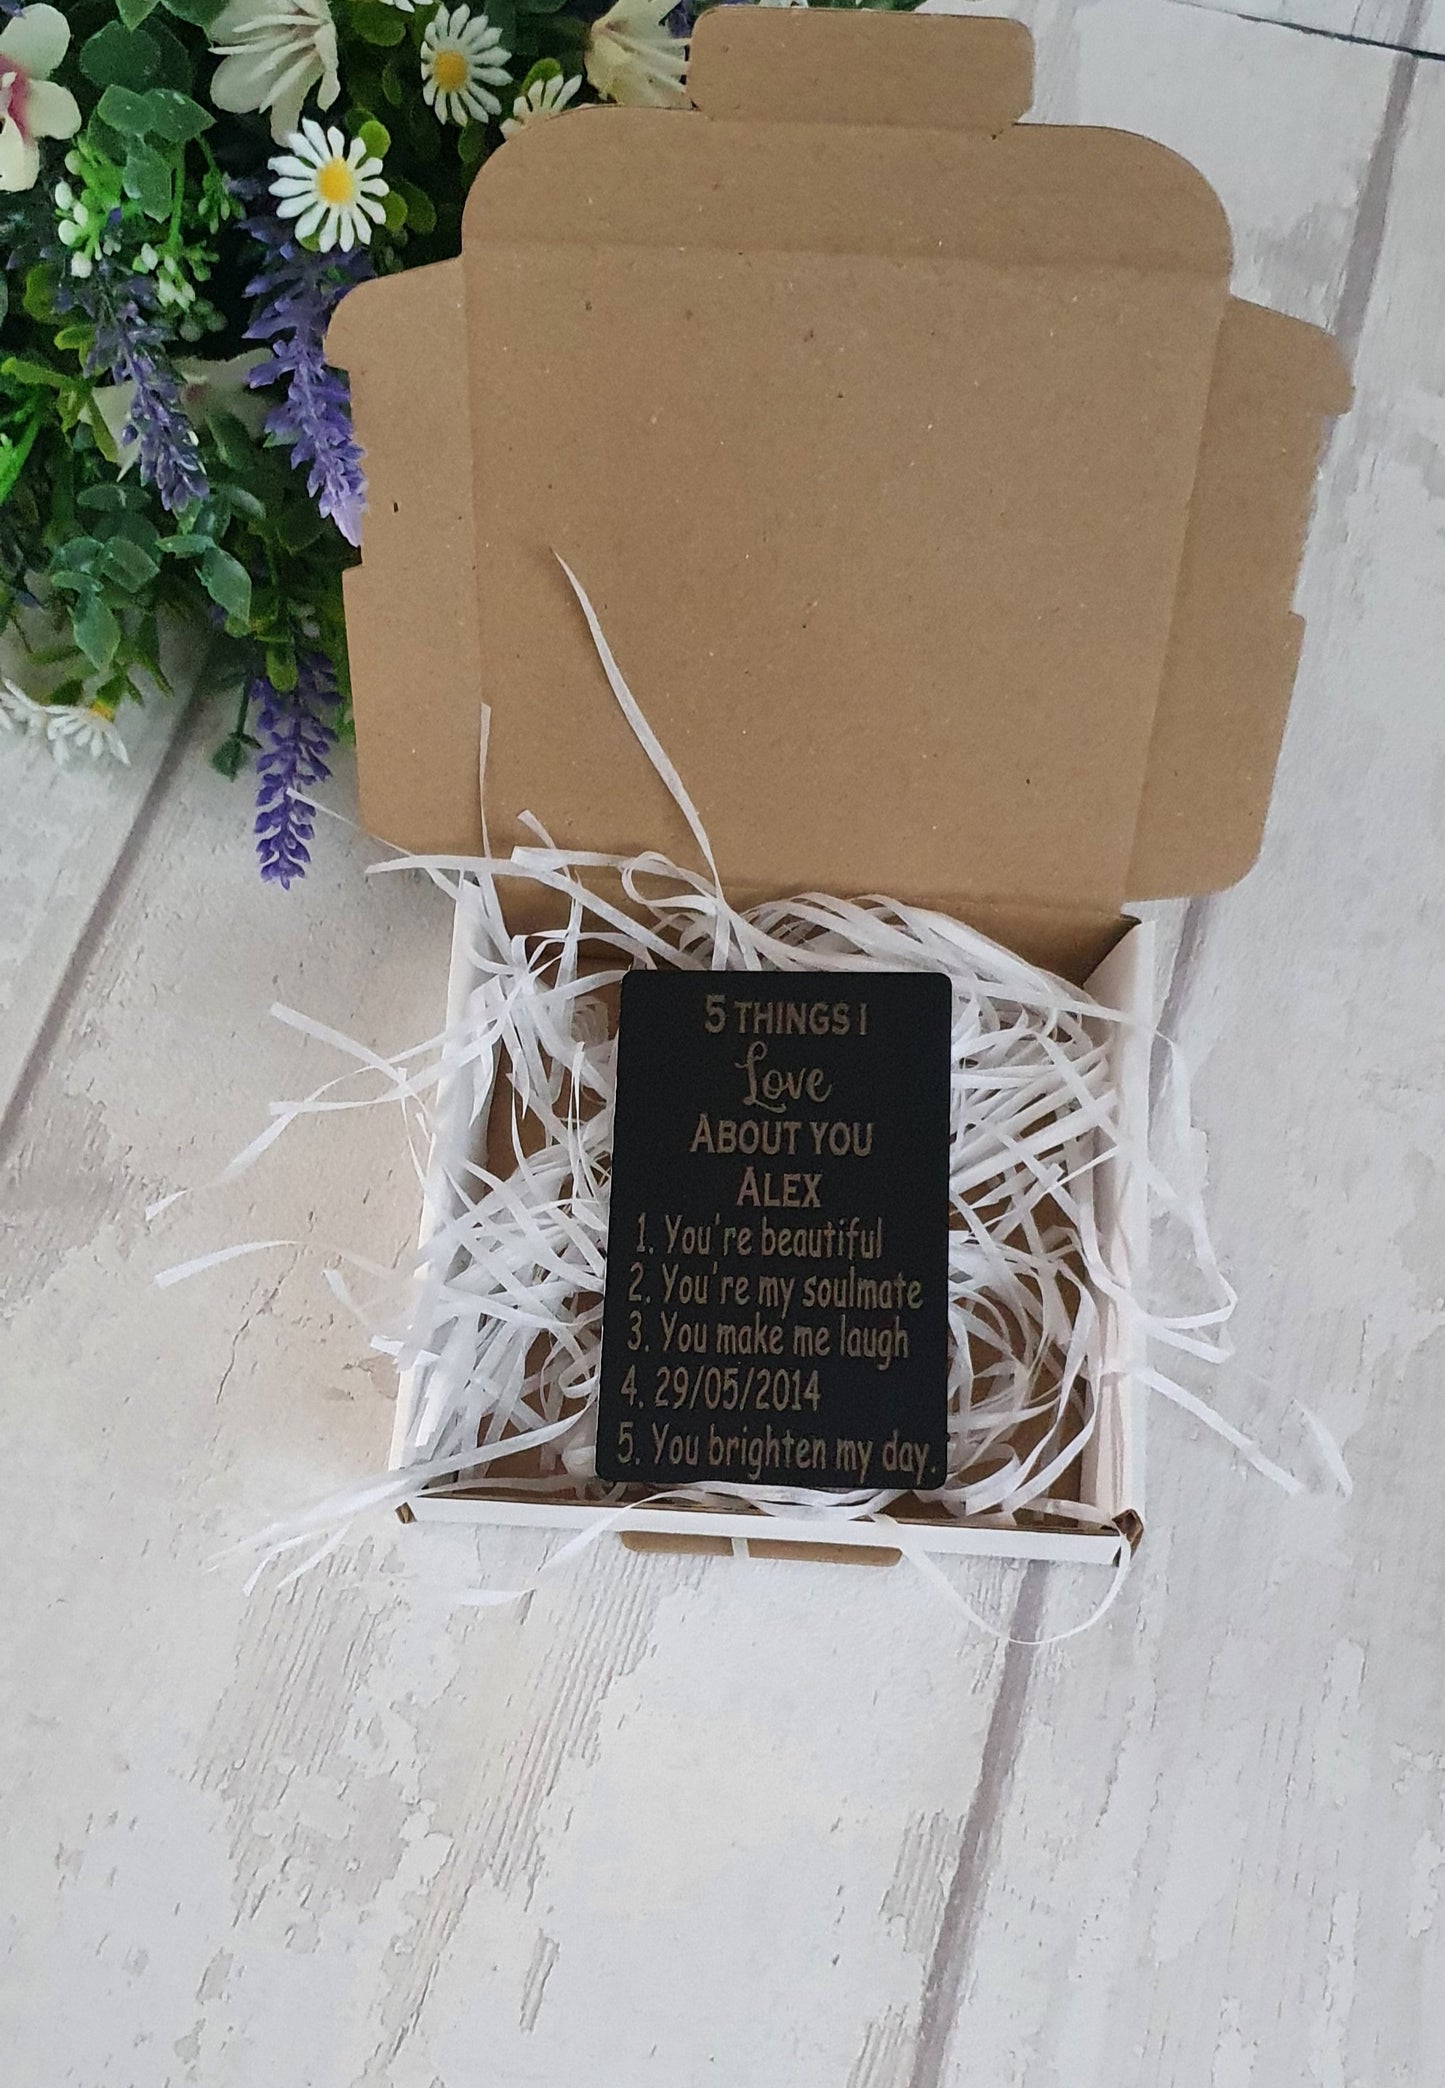 5 THINGS I
Love
ABOUT YOU
ALEX
1. You're beautiful
2. You're my soulmate
3. You make me laugh
4. 29/05/2014
5. You brighten my day.